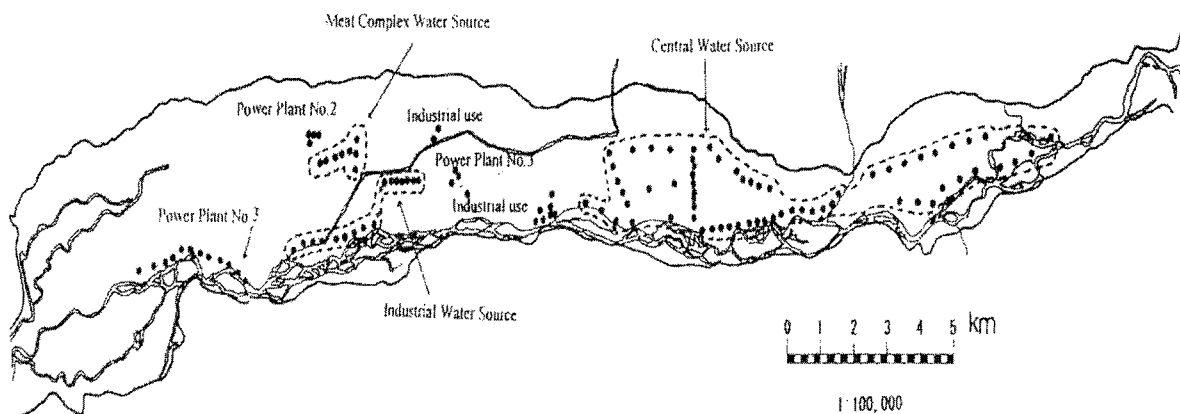 Meat Complex Water Source
Central Water Source
Power Plant No.2
Industrial use
Power Plant No.3
Industrial use
Power Plant No.3
Industrial Water Source
0 1 2 3 4 5 km
1:100,000